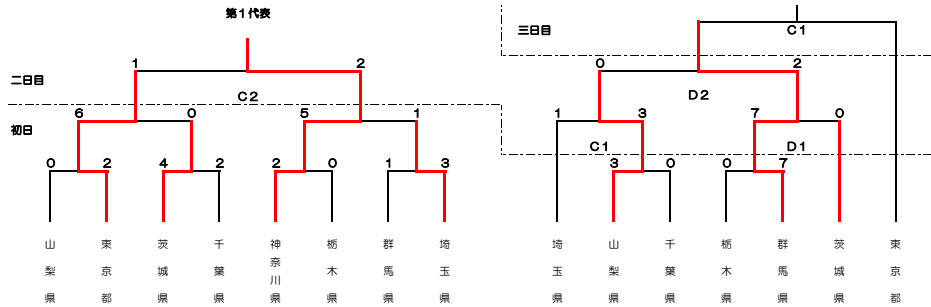 第1代表
三日目
C1
1 2
0 2
二日目
C2
D2
6 0 5 1
1 3 7 0
初日
C1 D1
0 2 4 2 2 0 1 3
3 0 0 7
山梨県 東京都 茨城県 千葉県 神奈川県 栃木県 群馬県 埼玉県
埼玉県 山梨県 千葉県 栃木県 群馬県 茨城県 東京都